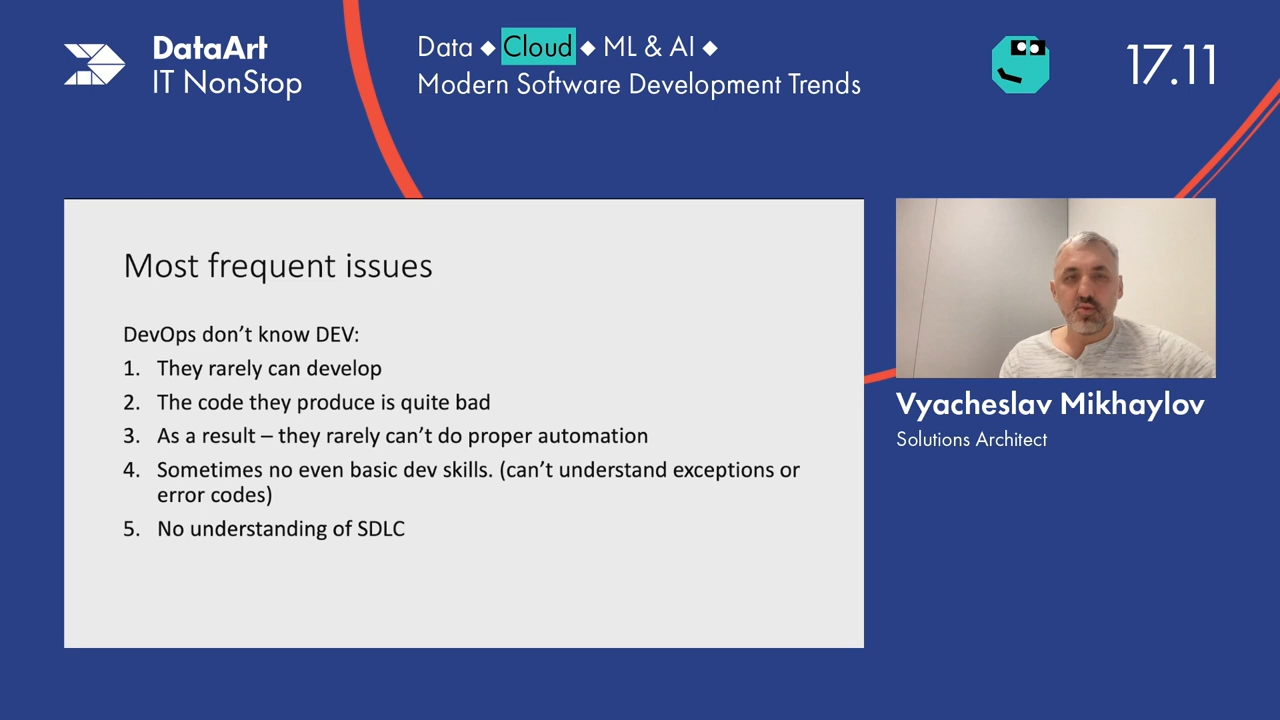 DataArt
IT NonStop
Data ◆ Cloud ◆ ML & AI ◆
Modern Software Development Trends
17.11
Most frequent issues
DevOps don’t know DEV:
1. They rarely can develop
2. The code they produce is quite bad
3. As a result – they rarely can’t do proper automation
4. Sometimes no even basic dev skills. (can’t understand exceptions or
error codes)
5. No understanding of SDLC
Vyacheslav Mikhaylov
Solutions Architect